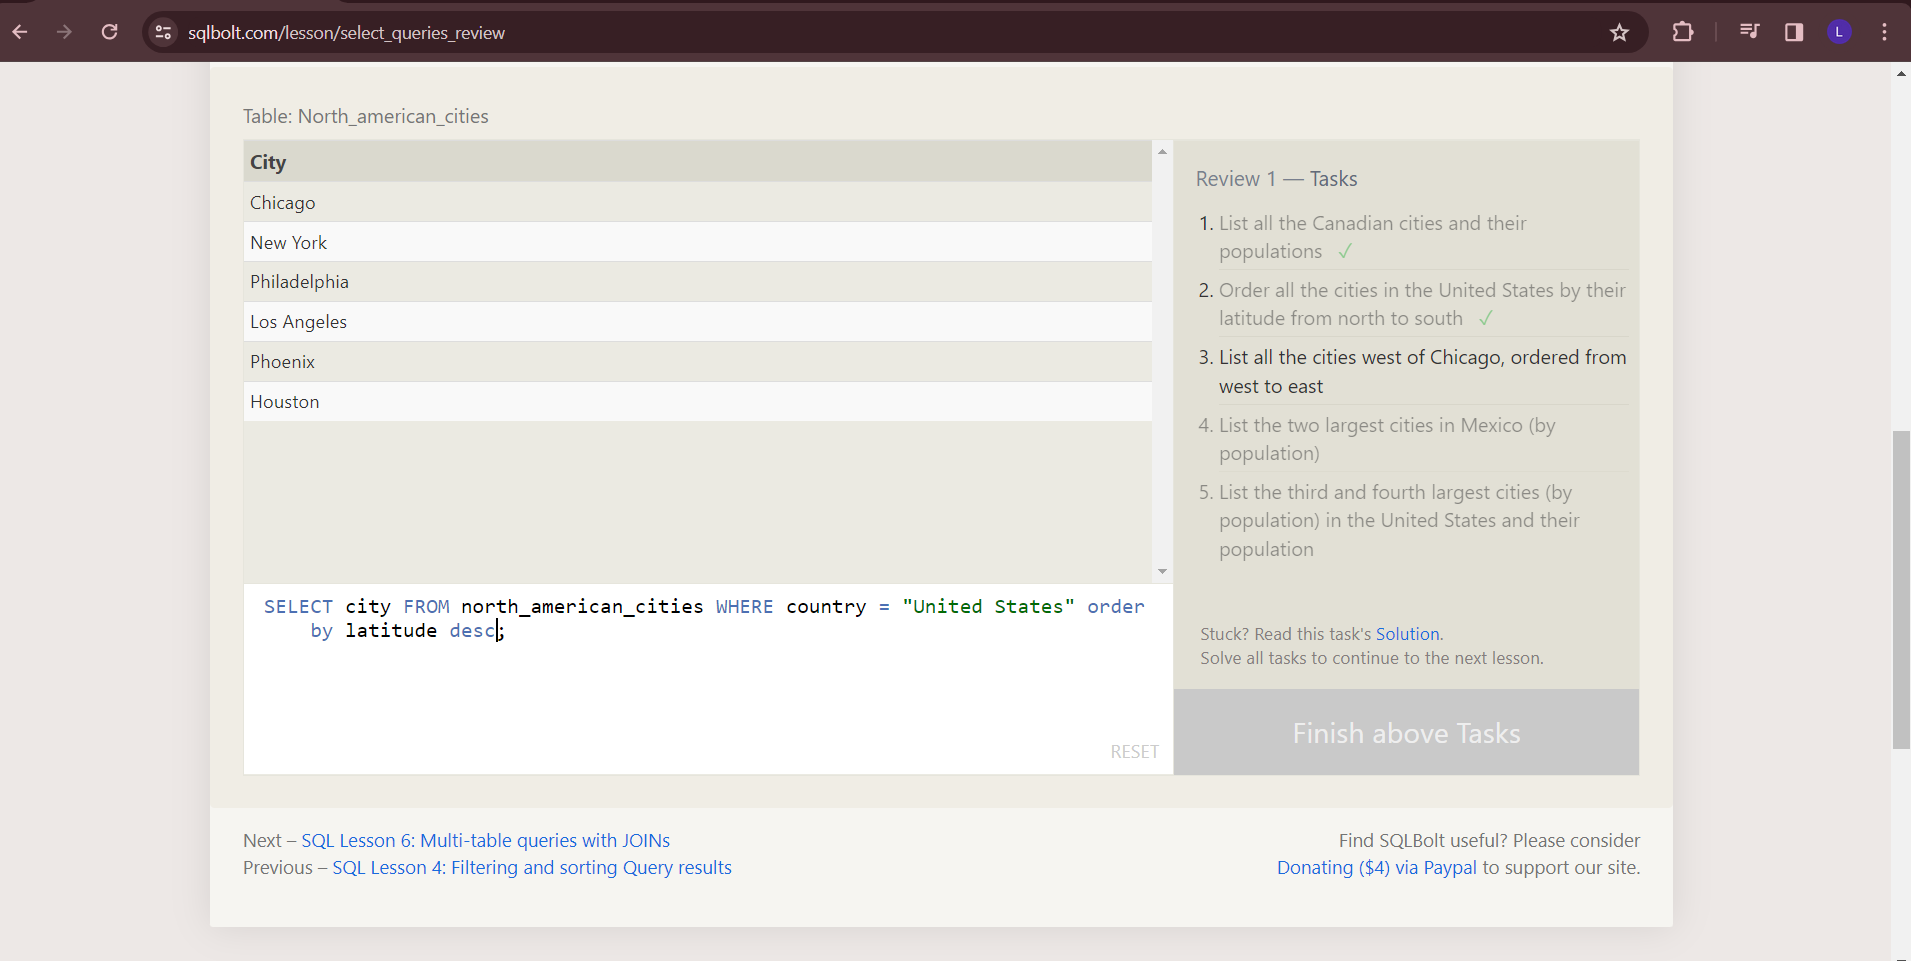 sqlbolt.com/lesson/select_queries_review
L
Table: North_american_cities
City
Chicago
New York
Philadelphia
Los Angeles
Phoenix
Houston
SELECT city FROM north_american_cities WHERE country = "United States" order
by latitude desc;
RESET
Review 1 — Tasks
1. List all the Canadian cities and their
populations ✓
2. Order all the cities in the United States by their
latitude from north to south ✓
3. List all the cities west of Chicago, ordered from
west to east
4. List the two largest cities in Mexico (by
population)
5. List the third and fourth largest cities (by
population) in the United States and their
population
Stuck? Read this task's Solution.
Solve all tasks to continue to the next lesson.
Finish above Tasks
Next – SQL Lesson 6: Multi-table queries with JOINs
Previous – SQL Lesson 4: Filtering and sorting Query results
Find SQLBolt useful? Please consider
Donating ($4) via Paypal to support our site.